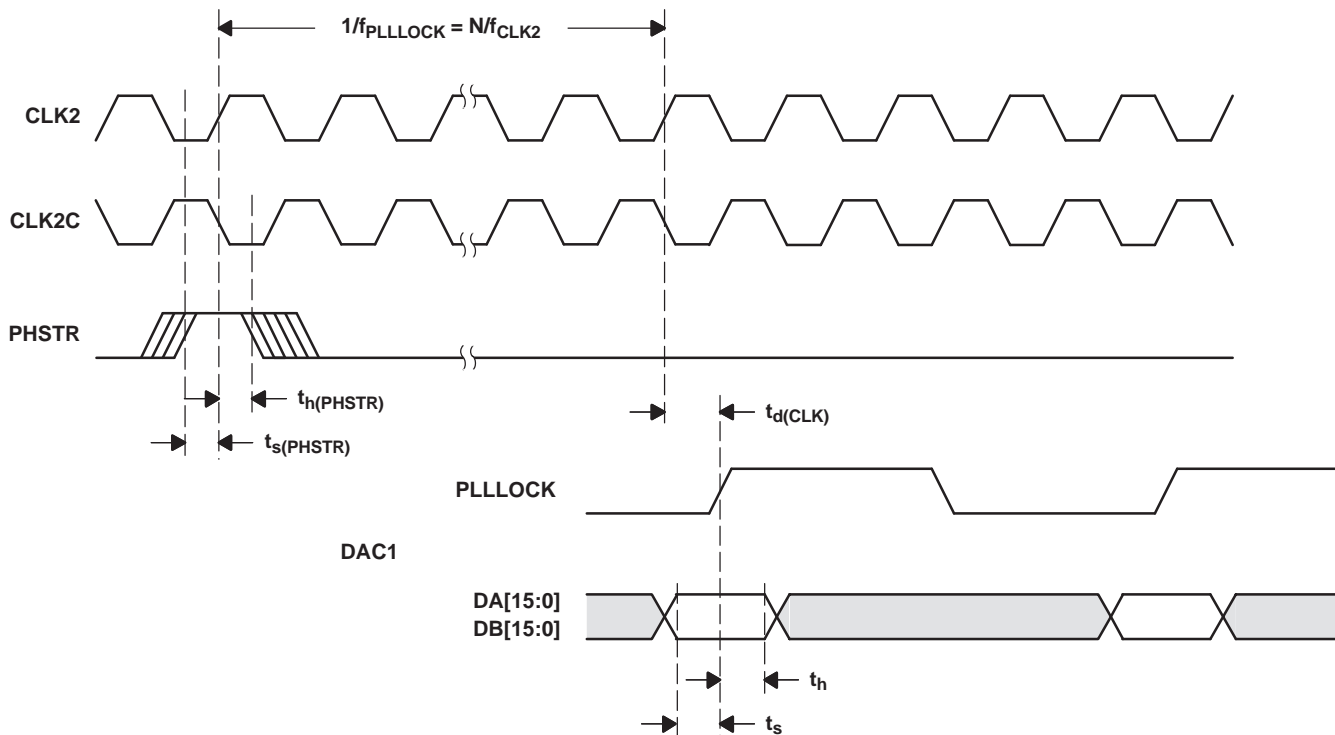 1/fPLLLOCK = N/fCLK2
CLK2
CLK2C
PHSTR
th(PHSTR)
td(CLK)
ts(PHSTR)
PLLLOCK
DAC1
DA[15:0]
DB[15:0]
th
ts